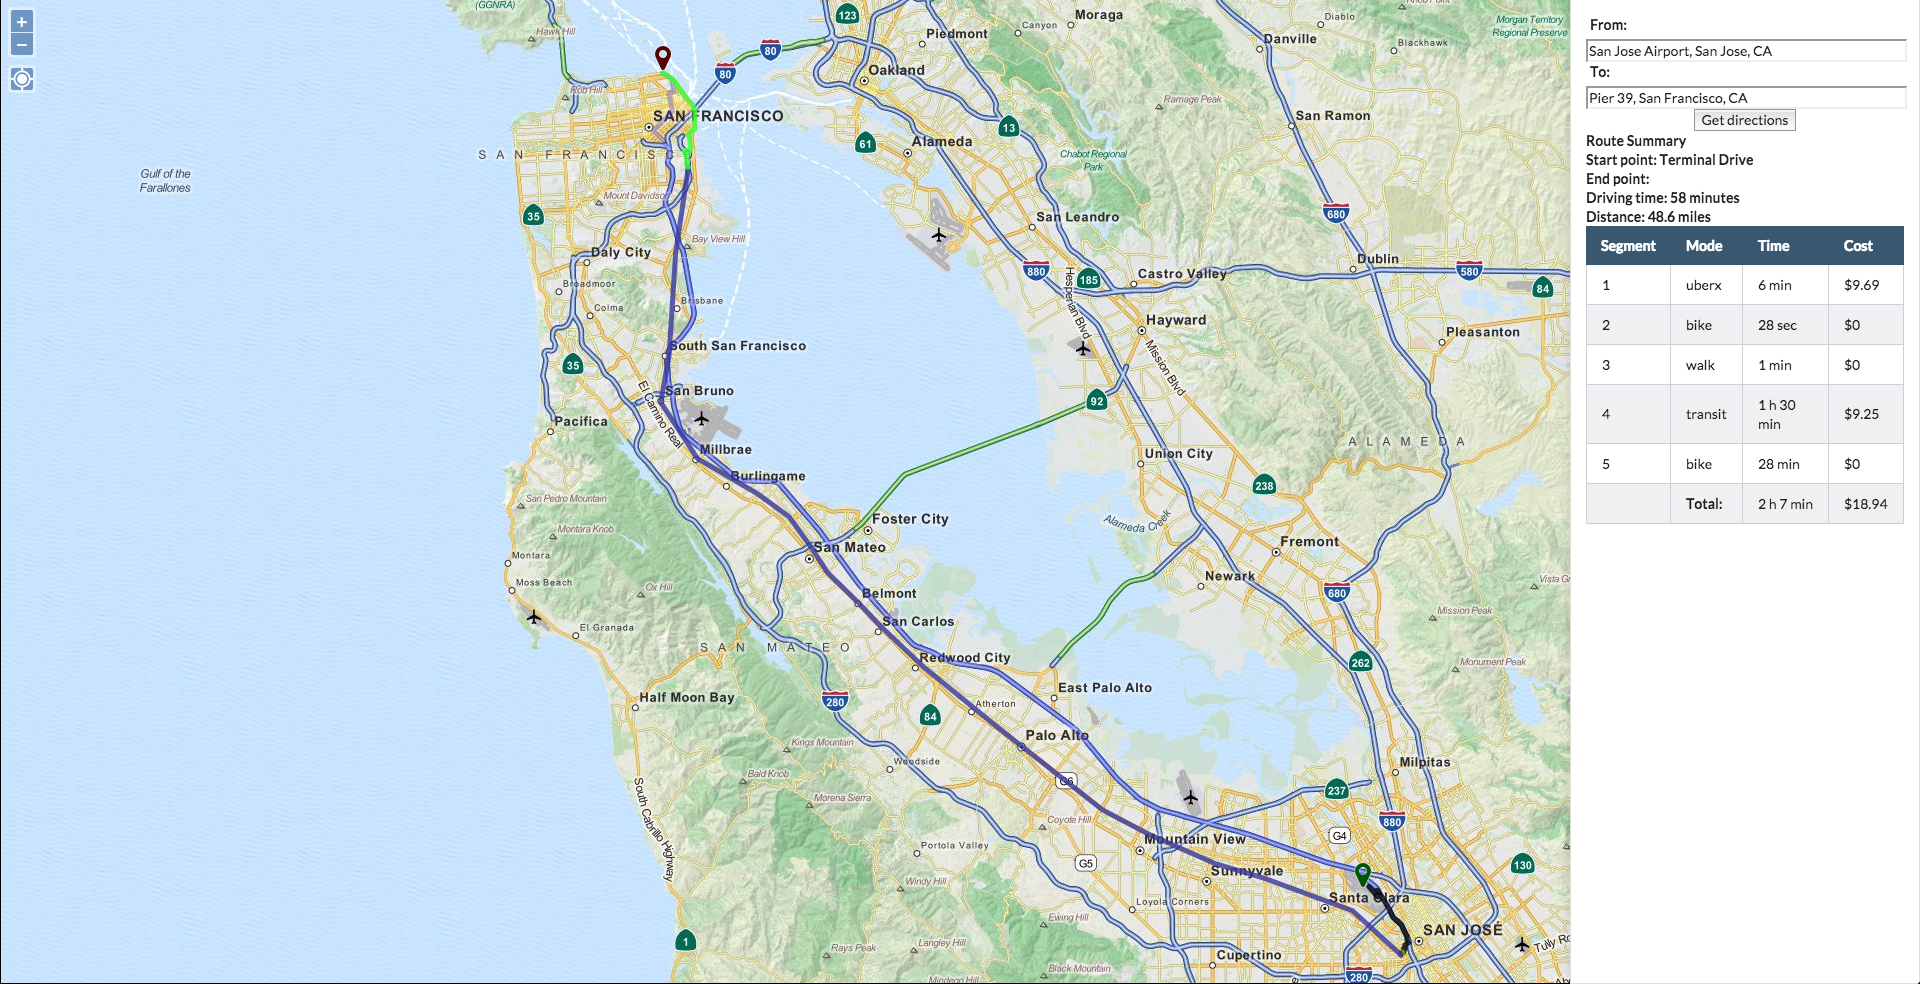 (GGNRA)
Hawk Hill
123
Moraga
Canyon
Piedmont
Diablo
Morgan Territory
Regional Preserve
Danville
Blackhawk
80
80
Oakland
Rob Hill
SAN FRANCISCO
Ramage Peak
San Ramon
13
61
Alameda
SAN FRANCISC
Chabot Regional
Park
Gulf of the
Farallones
Mount Davidson
35
San Leandro
680
Bay View Hill
Daly City
Dublin
880
185
Castro Valley
580
Broadmoor
84
Colma
Brisbane
Hesperian Blvd
Hayward
Pleasanton
South San Francisco
35
Mission Blvd
San Bruno
El Camino Real
92
Pacifica
ALAMEDA
Millbrae
Union City
Burlingame
238
San Pedro Mountain
Foster City
Alameda Creek
Montara Knob
San Mateo
Fremont
Montara
Newark
Moss Beach
Ox Hill
Belmont
680
Vista Gr
Mission Peak
San Carlos
El Granada
SAN MATEO
Redwood City
262
Monument Peak
East Palo Alto
Half Moon Bay
280
Atherton
84
Palo Alto
Kings Mountain
Woodside
Milpitas
Bald Knob
G6
South Cabrillo Highway
237
Morena Sierra
Coyote Hill
880
Mountain View
G4
Portola Valley
G5
130
Sunnyvale
Windy Hill
Santa Clara
Loyola Corners
Ewing Hill
SAN JOSÉ
1
Rays Peak
Langley Hill
Tully Ro
Cupertino
Black Mountain
280
Mindego Hill
From:
San Jose Airport, San Jose, CA
To:
Pier 39, San Francisco, CA
Get directions
Route Summary
Start point: Terminal Drive
End point:
Driving time: 58 minutes
Distance: 48.6 miles
Segment Mode Time Cost
1 uberx 6 min $9.69
2 bike 28 sec $0
3 walk 1 min $0
4 transit 1 h 30 min $9.25
5 bike 28 min $0
Total: 2 h 7 min $18.94